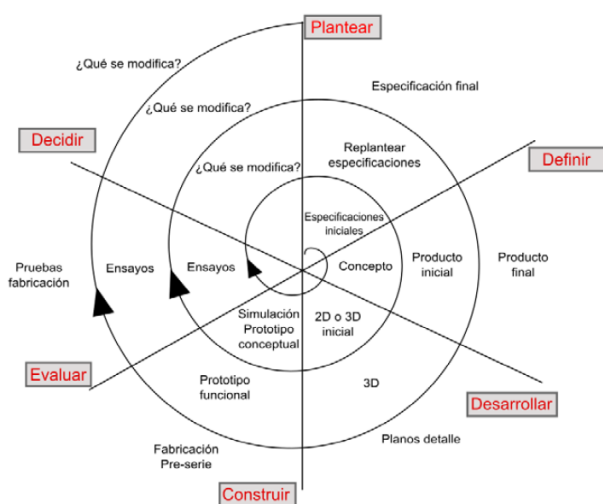 Plantear
¿Qué se modifica?
Especificación final
¿Qué se modifica?
Decidir
Replantear
especificaciones
Definir
¿Qué se modifica?
Especificaciones
iniciales
Pruebas
fabricación
Ensayos
Ensayos
Concepto
Producto
inicial
Producto
final
Simulación
Prototipo
conceptual
2D o 3D
inicial
Evaluar
Prototipo
funcional
3D
Desarrollar
Fabricación
Pre-serie
Planos detalle
Construir